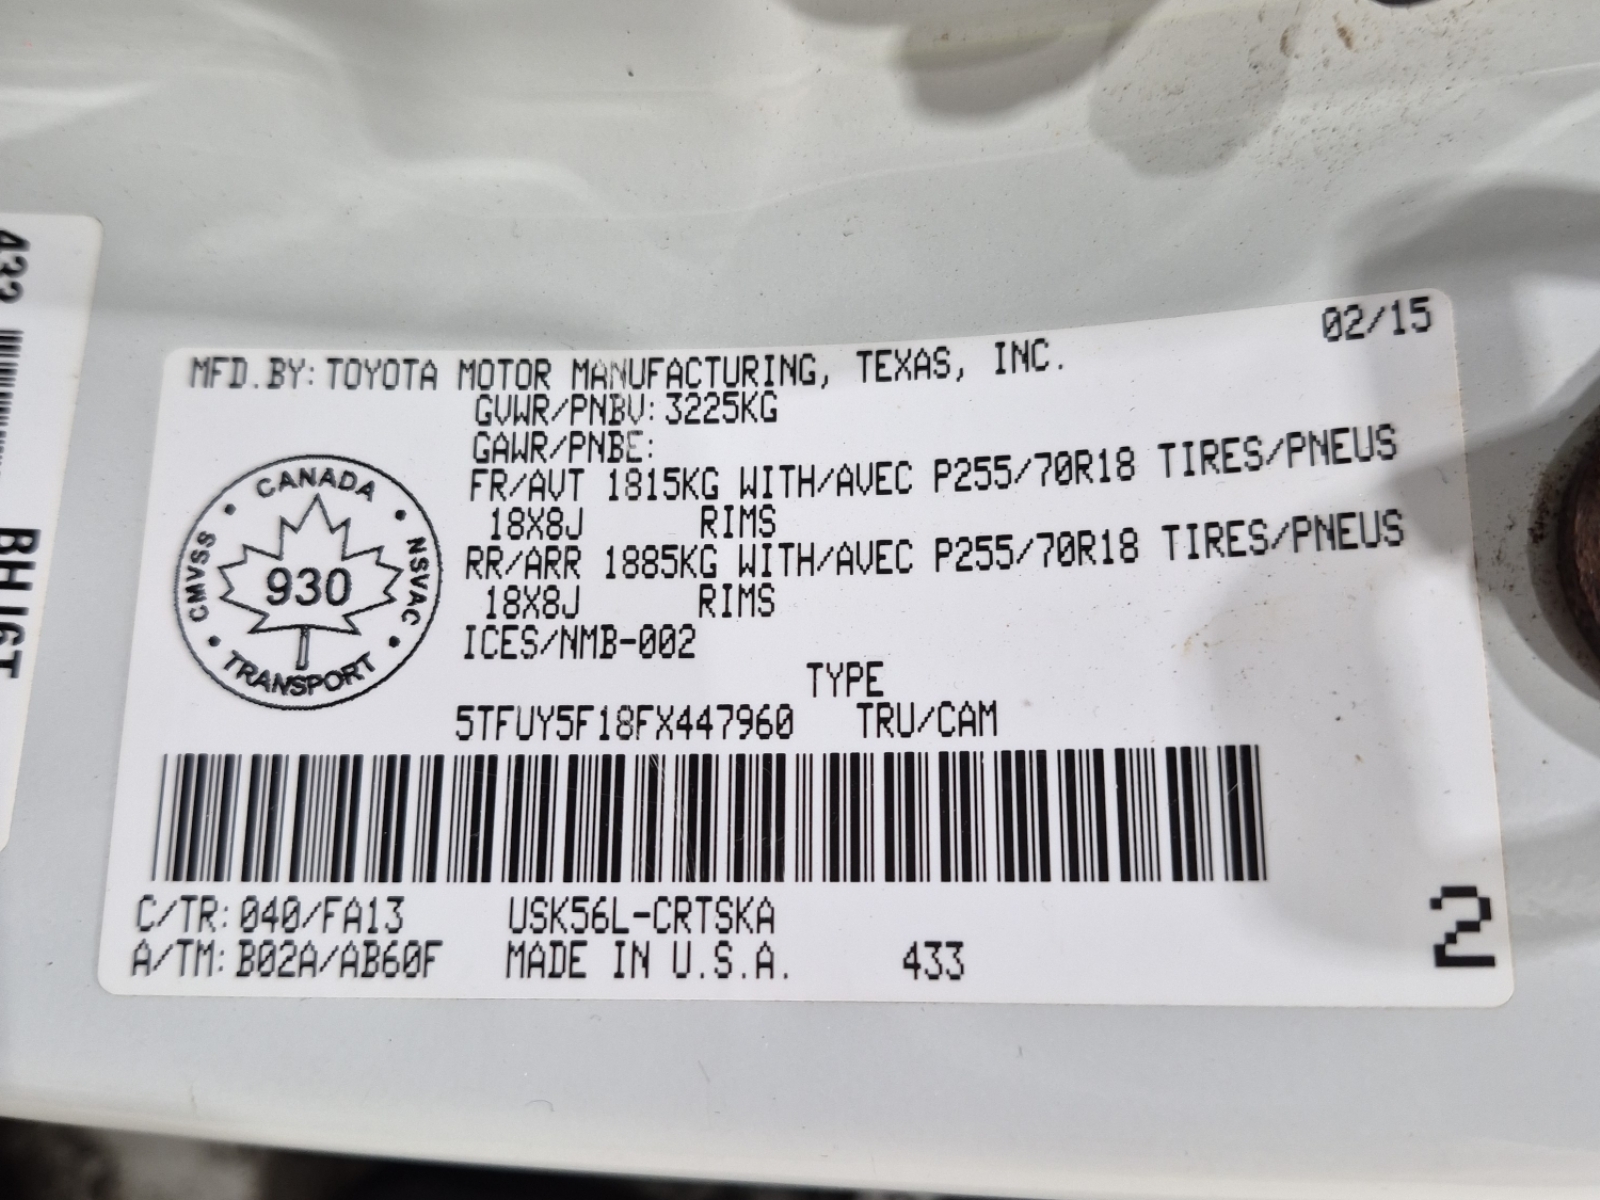 02/15
MFD.BY: TOYOTA MOTOR MANUFACTURING, TEXAS, INC.
GVWR/PNBV: 3225KG
GAWR/PNBE:
FR/AVT 1815KG WITH/AVEC P255/70R18 TIRES/PNEUS
18X8J RIMS
RR/ARR 1885KG WITH/AVEC P255/70R18 TIRES/PNEUS
18X8J RIMS
ICES/NMB-002
TYPE
5TFUY5F18FX447960 TRU/CAM
CANADA
CMVSS
930
NSVAC
TRANSPORT
C/TR: 040/FA13 USK56L-CRTSKA
A/TM: B02A/AB60F MADE IN U.S.A. 433
2